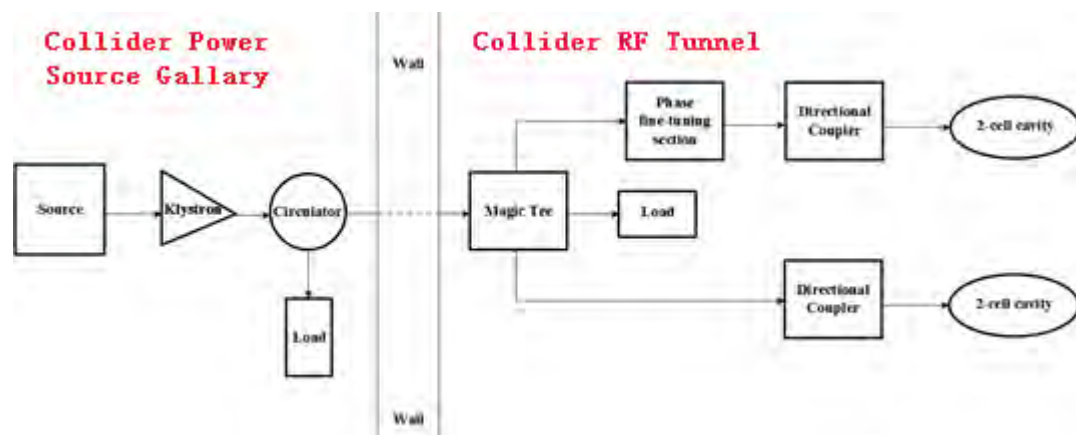 Collider Power
Source Gallary
Collider RF Tunnel
Wall
Phase
fine-tuning
section
Directional
Coupler
2-cell cavity
Source
Klystron
Circulator
Magic Tee
Load
Load
Directional
Coupler
2-cell cavity
Wall